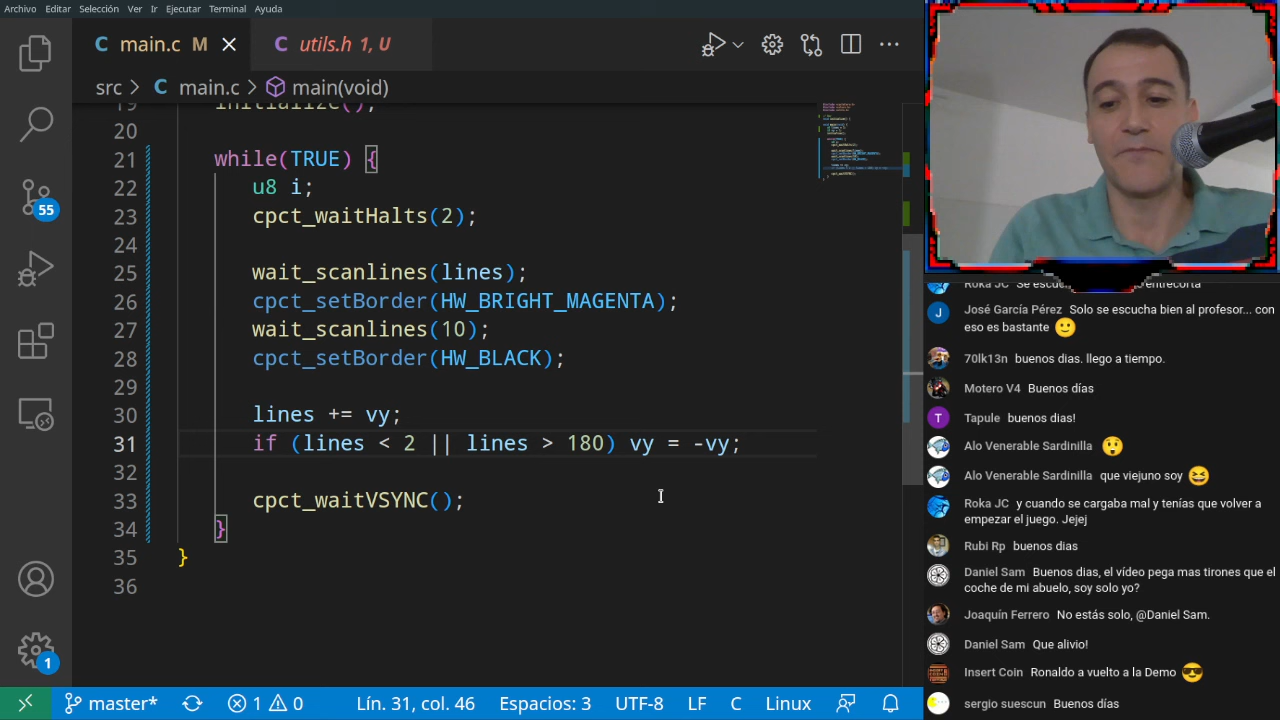 Archivo Editar Selección Ver Ir Ejecutar Terminal Ayuda
C main.c M
C utils.h 1, U
src > C main.c > main(void)
19 initialize();
20
21 while(TRUE) {
22 u8 i;
23 cpct_waitHalts(2);
24
25 wait_scanlines(lines);
26 cpct_setBorder(HW_BRIGHT_MAGENTA);
27 wait_scanlines(10);
28 cpct_setBorder(HW_BLACK);
29
30 lines += vy;
31 if (lines < 2 || lines > 180) vy = -vy;
32
33 cpct_waitVSYNC();
34 }
35 }
36
55
1
master* 1 0 Lín. 31, col. 46 Espacios: 3 UTF-8 LF C Linux
Roka JC Se escu entrecorta
J José García Pérez Solo se escucha bien al profesor... con
eso es bastante 🙂
70lk13n buenos dias. llego a tiempo.
Motero V4 Buenos días
T Tapule buenos dias!
Alo Venerable Sardinilla 😲
Alo Venerable Sardinilla que viejuno soy 😆
Roka JC y cuando se cargaba mal y tenías que volver a
empezar el juego. Jejej
Rubi Rp buenos dias
Daniel Sam Buenos dias, el vídeo pega mas tirones que el
coche de mi abuelo, soy solo yo?
Joaquín Ferrero No estás solo, @Daniel Sam.
Daniel Sam Que alivio!
Insert Coin Ronaldo a vuelto a la Demo 😎
sergio suescun Buenos días